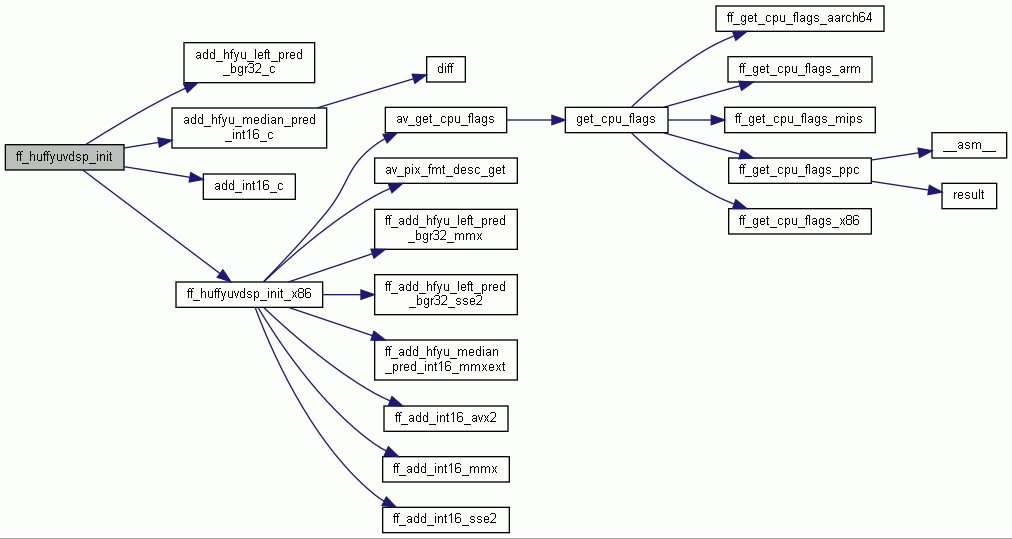 ff_huffyuvdsp_init
add_hfyu_left_pred
_bgr32_c
add_hfyu_median_pred
_int16_c
add_int16_c
ff_huffyuvdsp_init_x86
diff
av_get_cpu_flags
av_pix_fmt_desc_get
ff_add_hfyu_left_pred
_bgr32_mmx
ff_add_hfyu_left_pred
_bgr32_sse2
ff_add_hfyu_median
_pred_int16_mmxext
ff_add_int16_avx2
ff_add_int16_mmx
ff_add_int16_sse2
get_cpu_flags
ff_get_cpu_flags_aarch64
ff_get_cpu_flags_arm
ff_get_cpu_flags_mips
ff_get_cpu_flags_ppc
ff_get_cpu_flags_x86
__asm__
result